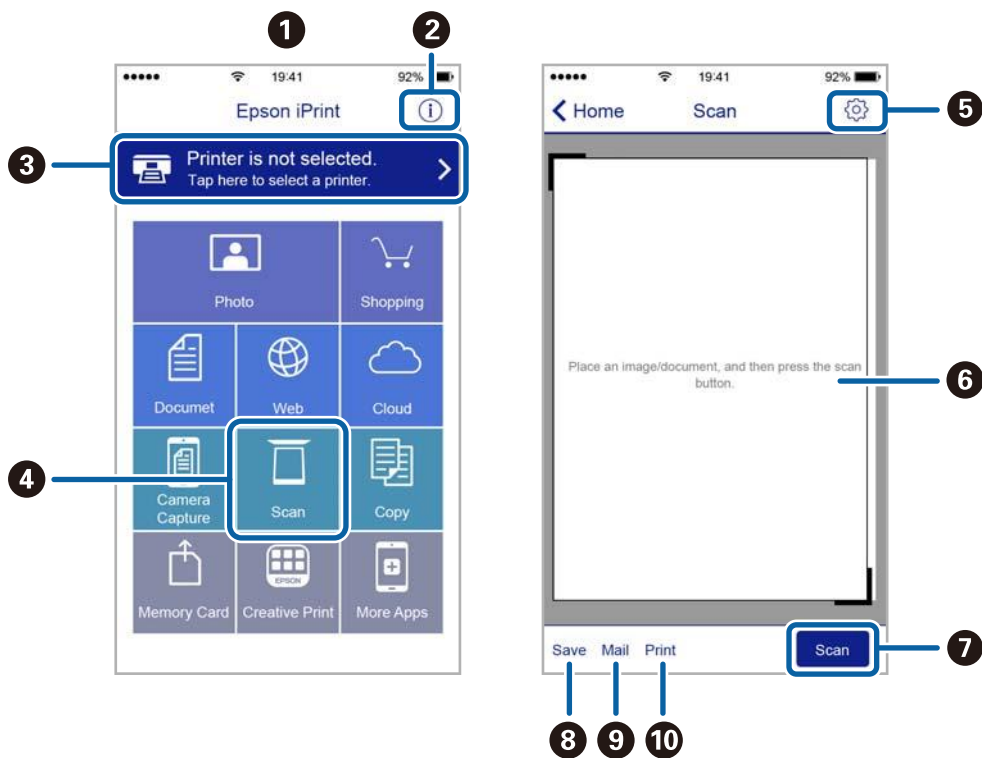 1
2
19:41
92%
Epson iPrint
i
3
Printer is not selected.
Tap here to select a printer.
Photo
Shopping
Documet
Web
Cloud
4
Camera
Capture
Scan
Copy
EPSON
Memory Card
Creative Print
More Apps
19:41
92%
Home
Scan
5
Place an image/document, and then press the scan
button.
6
Save
Mail
Print
Scan
7
8
9
10